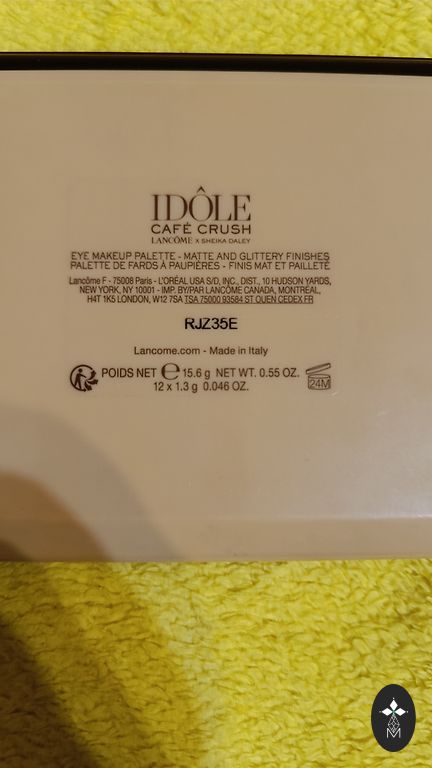 IDÔLE
CAFÉ CRUSH
LANCÔME X SHEIKA DALEY
EYE MAKEUP PALETTE - MATTE AND GLITTERY FINISHES
PALETTE DE FARDS À PAUPIÈRES - FINIS MAT ET PAILLETÉ
Lancôme F - 75008 Paris - L'ORÉAL USA S/D, INC., DIST., 10 HUDSON YARDS,
NEW YORK, NY 10001 - IMP. BY/PAR LANCÔME CANADA, MONTRÉAL,
H4T 1K5 LONDON, W12 7SA TSA 75000 93584 ST QUEN CEDEX FR
RJZ35E
Lancome.com - Made in Italy
POIDS NET ℮ 15.6 g NET WT. 0.55 OZ.
12 x 1.3 g 0.046 OZ.
24M